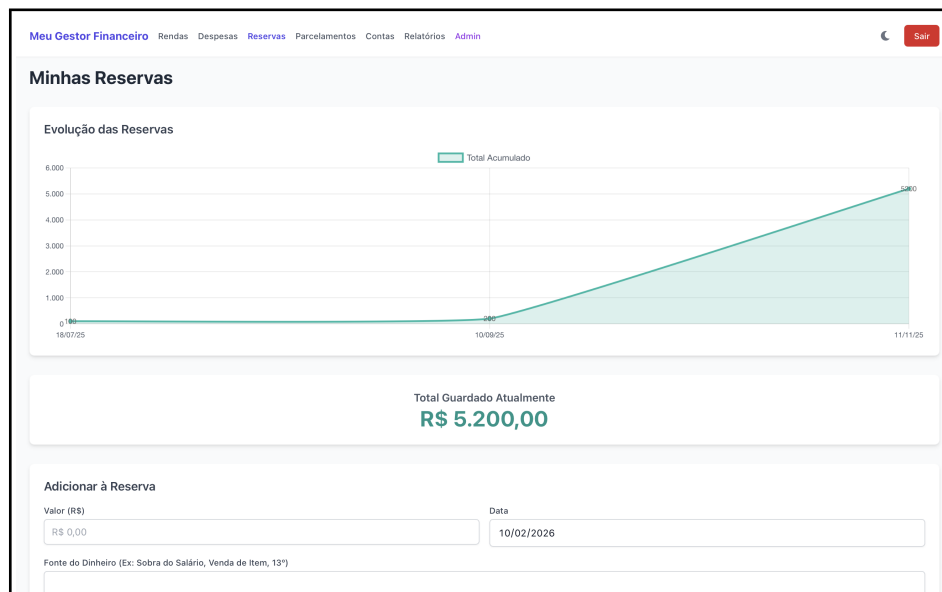 Meu Gestor Financeiro Rendas Despesas Reservas Parcelamentos Contas Relatórios Admin Sair
Minhas Reservas
Evolução das Reservas
Total Acumulado
6.000
5.000
5200
4.000
3.000
2.000
1.000
0 100 200
18/07/25 10/09/25 11/11/25
Total Guardado Atualmente
R$ 5.200,00
Adicionar à Reserva
Valor (R$) Data
R$ 0,00 10/02/2026
Fonte do Dinheiro (Ex: Sobra do Salário, Venda de Item, 13º)